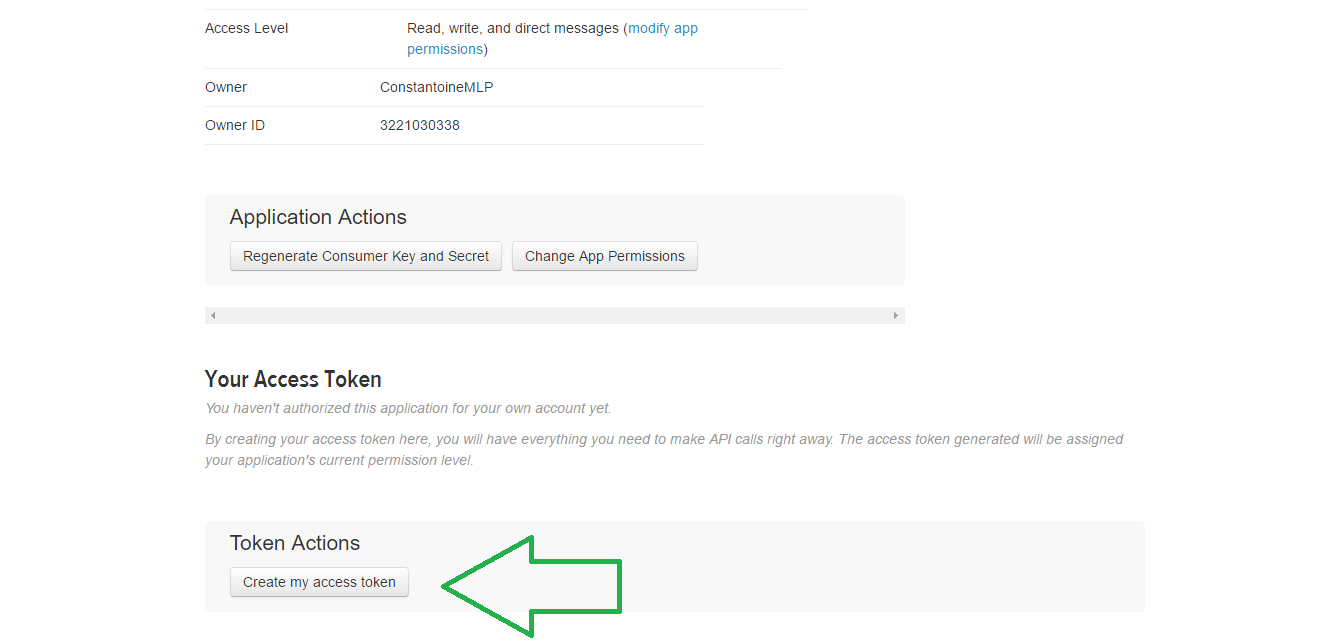 Access Level Read, write, and direct messages (modify app
permissions)
Owner ConstantoineMLP
Owner ID 3221030338
Application Actions
Regenerate Consumer Key and Secret Change App Permissions
Your Access Token
You haven't authorized this application for your own account yet.
By creating your access token here, you will have everything you need to make API calls right away. The access token generated will be assigned
your application's current permission level.
Token Actions
Create my access token